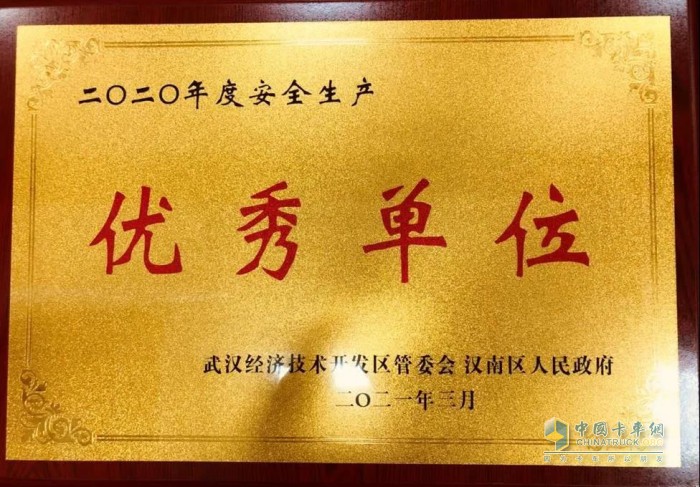 二〇二〇年度安全生产
优秀单位
武汉经济技术开发区管委会 汉南区人民政府
二〇二一年三月
中国卡车网
CHINATRUCK.COM